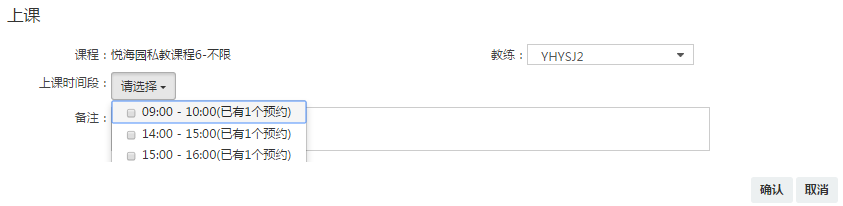 上课
课程：悦海园私教课程6-不限
教练：YHYSJ2
上课时间段：请选择
备注：
09:00 - 10:00(已有1个预约)
14:00 - 15:00(已有1个预约)
15:00 - 16:00(已有1个预约)
确认 取消